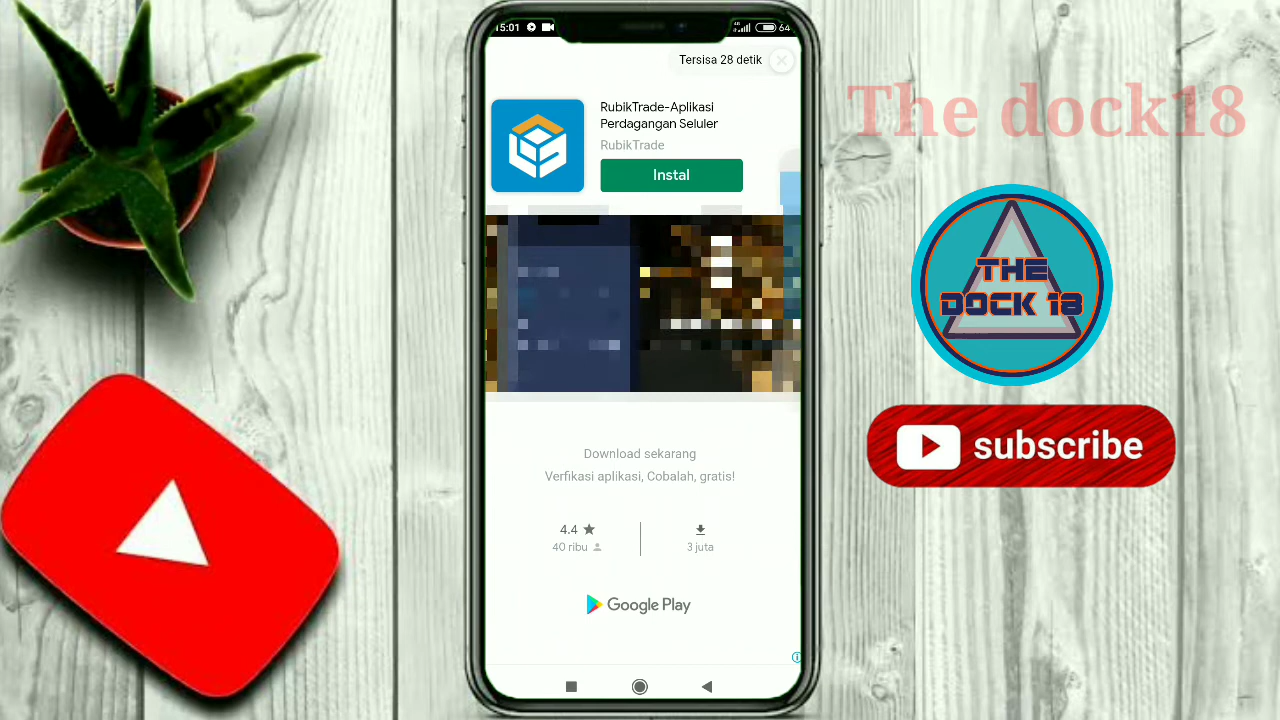 15:01
4G
64
Tersisa 28 detik
RubikTrade-Aplikasi
Perdagangan Seluler
RubikTrade
Instal
Download sekarang
Verfikasi aplikasi, Cobalah, gratis!
4.4
40 ribu
3 juta
Google Play
The dock18
THE
DOCK 18
subscribe